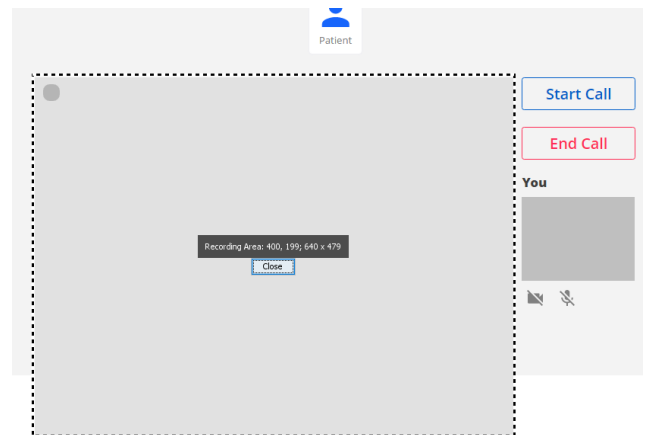 Patient
Start Call
End Call
You
Recording Area: 400, 199; 640 x 479
Close